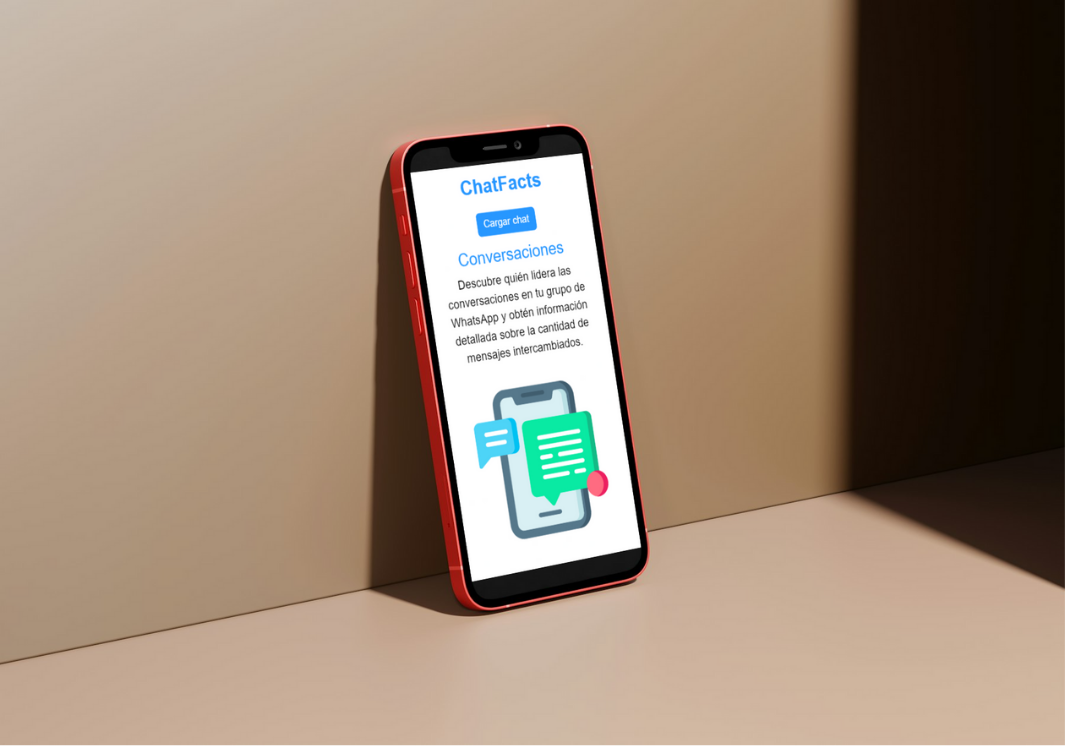 ChatFacts
Cargar chat
Conversaciones
Descubre quién lidera las
conversaciones en tu grupo de
WhatsApp y obtén información
detallada sobre la cantidad de
mensajes intercambiados.